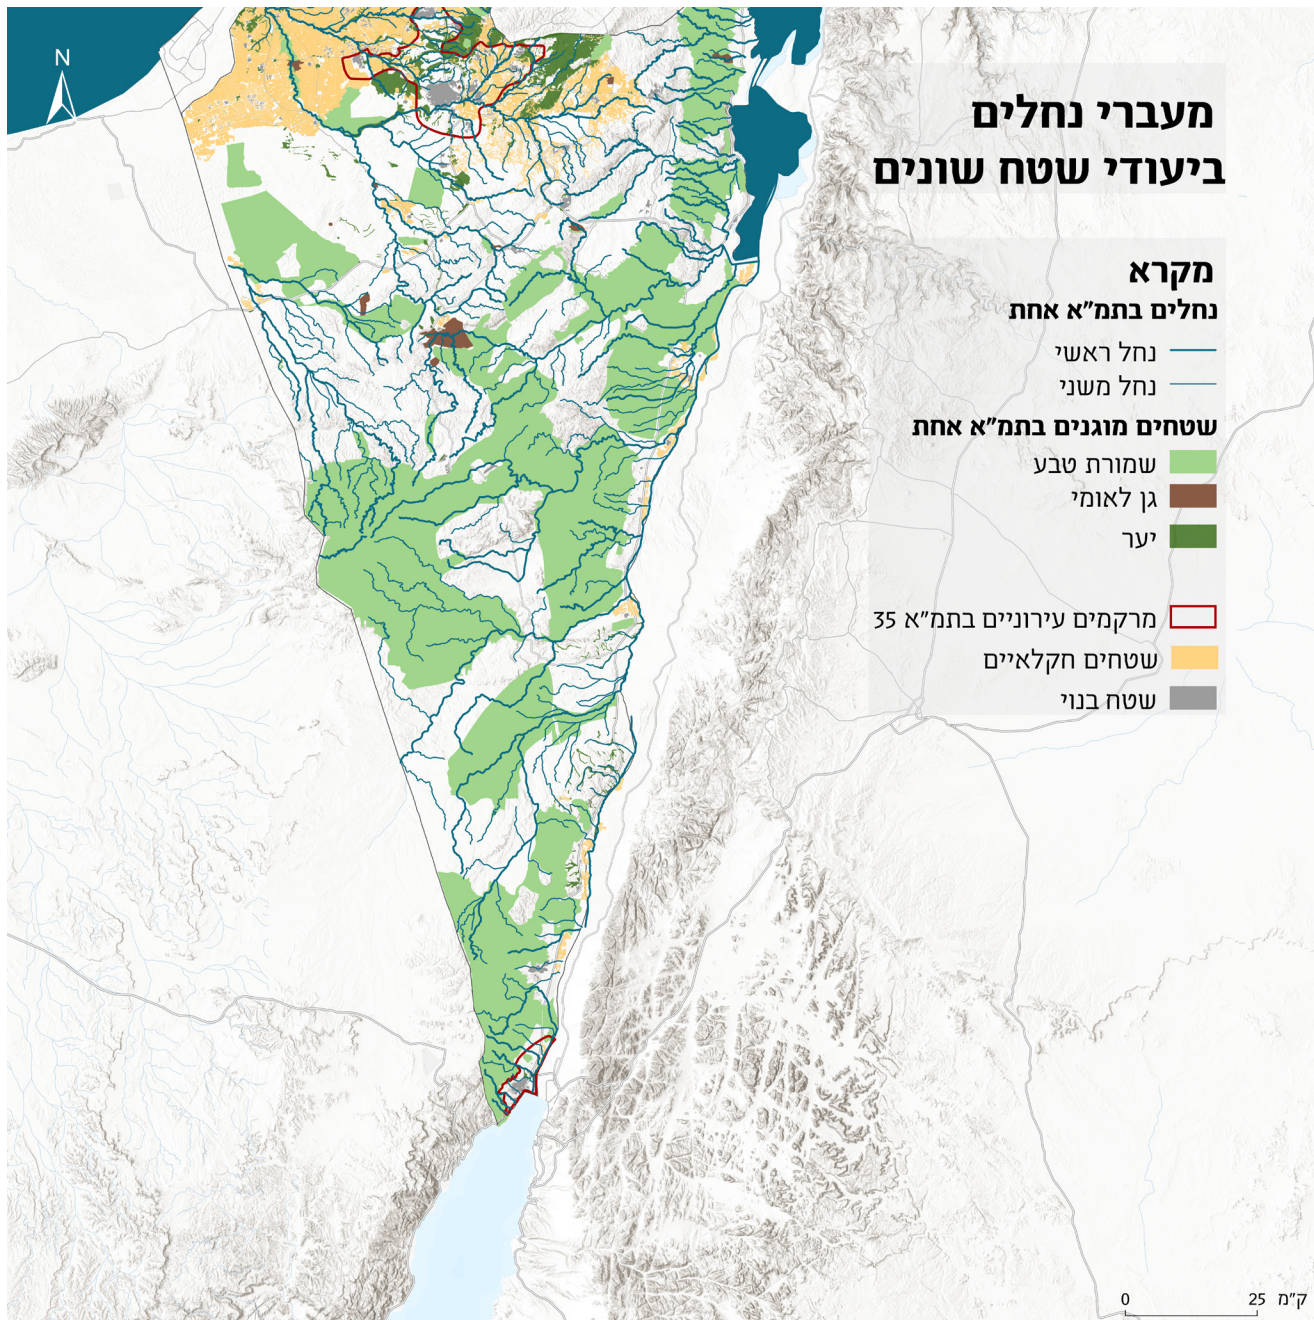 N
מעברי נחלים
ביעודי שטח שונים
מקרא
נחלים בתמ"א אחת
נחל ראשי
נחל משני
שטחים מוגנים בתמ"א אחת
שמורת טבע
גן לאומי
יער
מרקמים עירוניים בתמ"א 35
שטחים חקלאיים
שטח בנוי
0 25 ק"מ